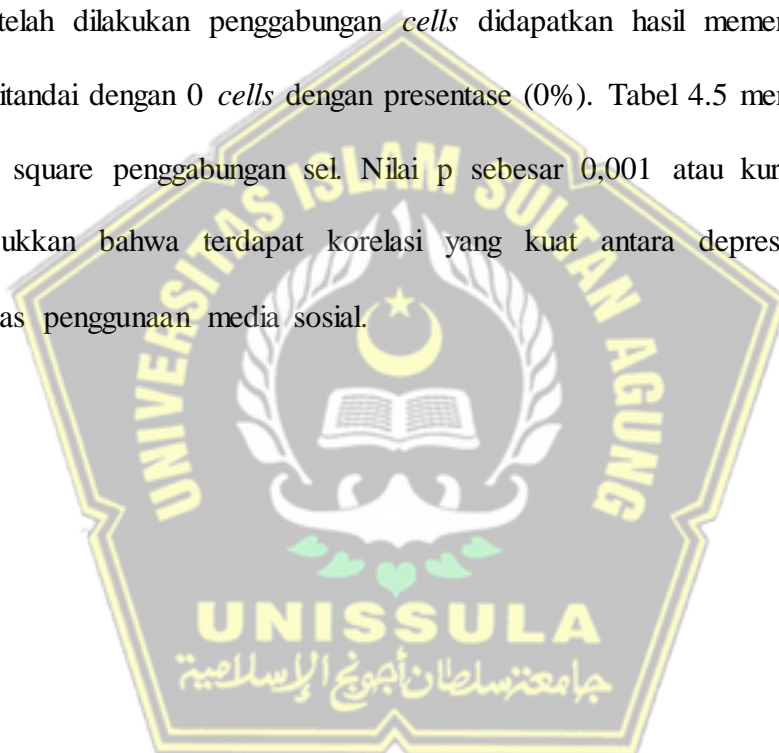 telah dilakukan penggabungan cells didapatkan hasil memen
itandai dengan 0 cells dengan presentase (0%). Tabel 4.5 mer
square penggabungan sel. Nilai p sebesar 0,001 atau kur
ukkan bahwa terdapat korelasi yang kuat antara depres
as penggunaan media sosial.
UNIVERSITAS ISLAM SULTAN AGUNG
UNISSULA
جامعة سلطان أجونج الإسلامية